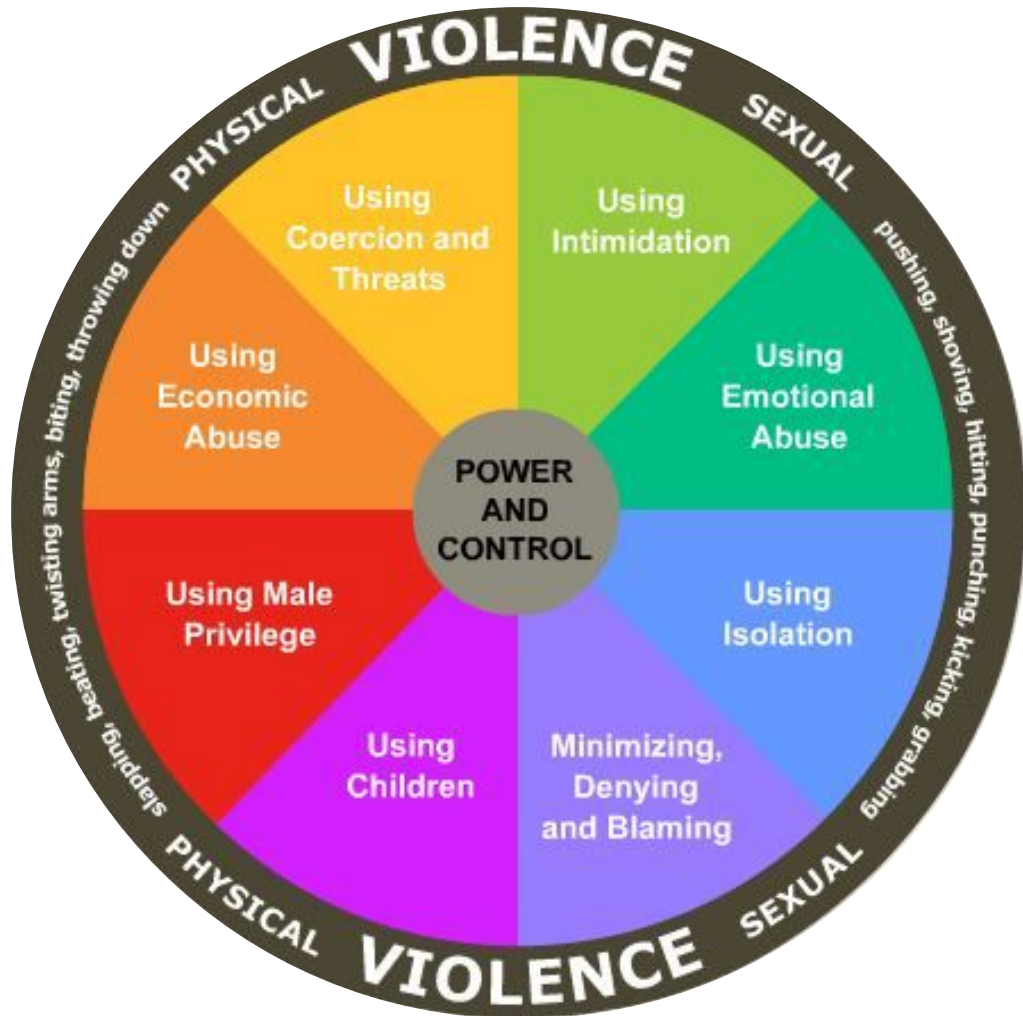 PHYSICAL VIOLENCE SEXUAL
pushing, shoving, hitting, punching, kicking, grabbing
slapping, beating, twisting arms, biting, throwing down
Using
Coercion and
Threats
Using
Intimidation
Using
Economic
Abuse
Using
Emotional
Abuse
POWER
AND
CONTROL
Using Male
Privilege
Using
Isolation
Using
Children
Minimizing,
Denying
and Blaming
PHYSICAL VIOLENCE SEXUAL